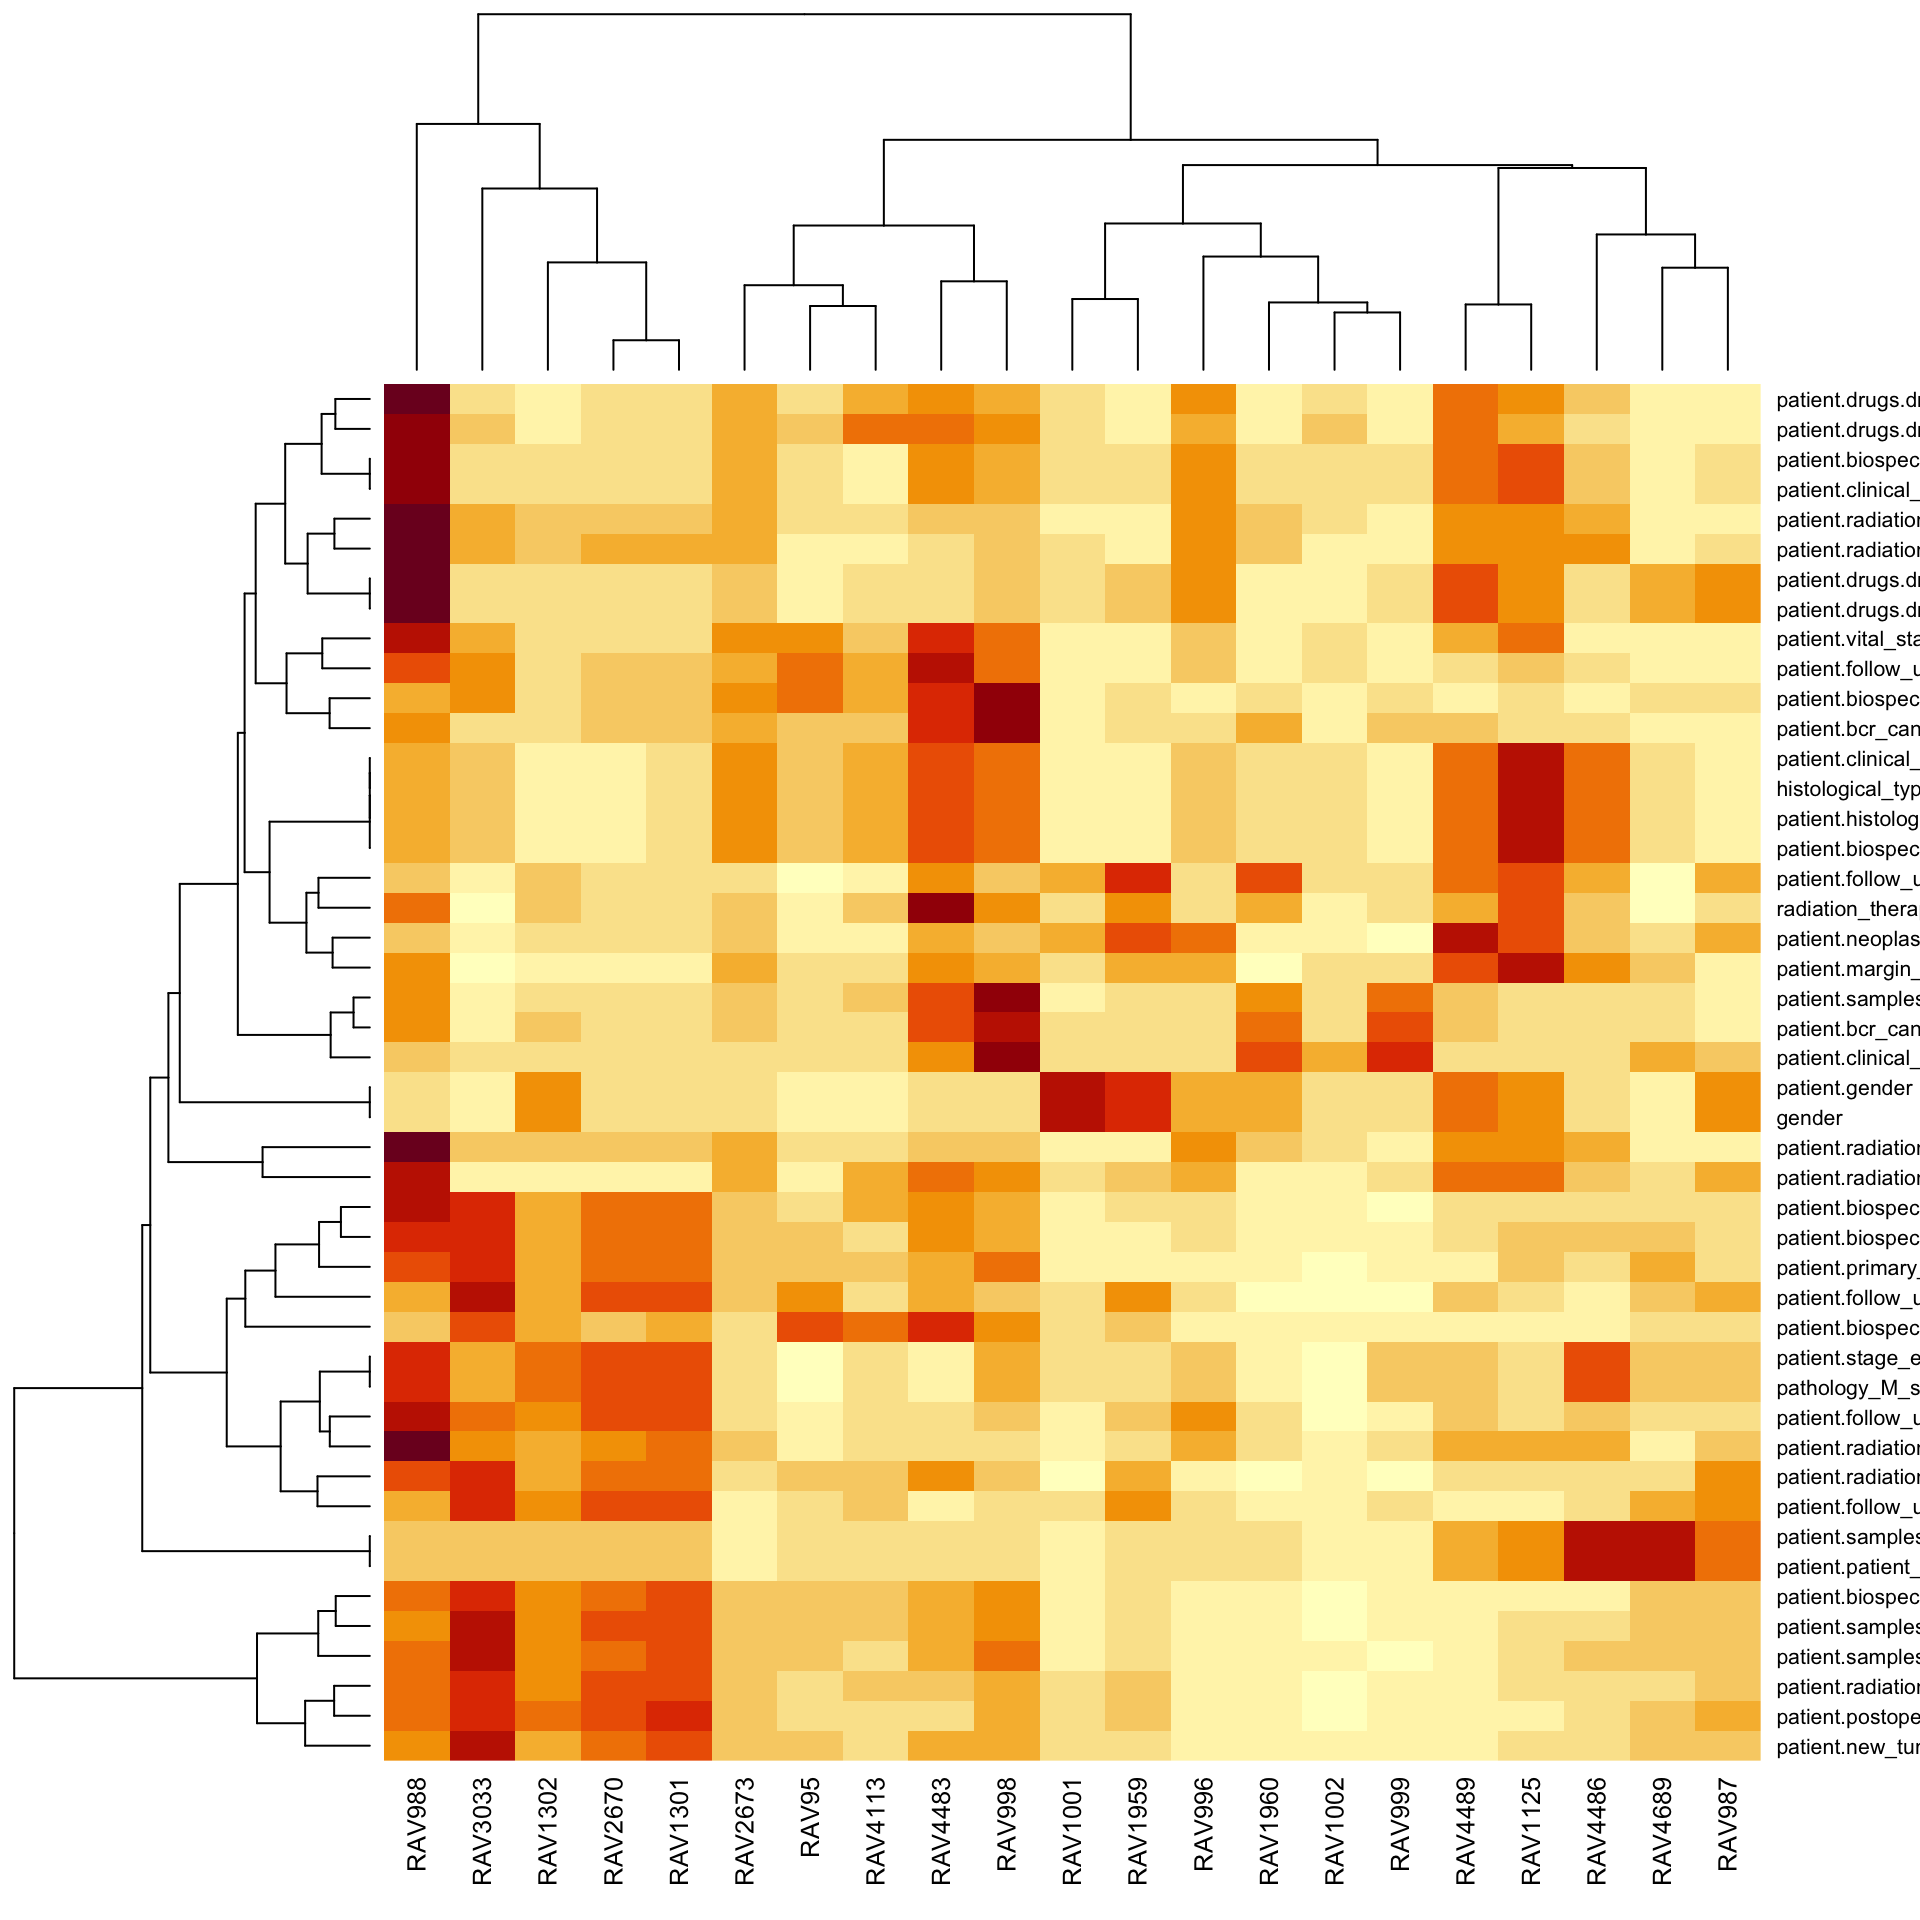 patient.drugs.dr
patient.drugs.dr
patient.biospec
patient.clinical_
patient.radiation
patient.radiation
patient.drugs.dr
patient.drugs.dr
patient.vital_sta
patient.follow_u
patient.biospec
patient.bcr_can
patient.clinical_
histological_typ
patient.histolog
patient.biospec
patient.follow_u
radiation_thera
patient.neoplas
patient.margin_
patient.samples
patient.bcr_can
patient.clinical_
patient.gender
gender
patient.radiation
patient.radiation
patient.biospec
patient.biospec
patient.primary_
patient.follow_u
patient.biospec
patient.stage_e
pathology_M_s
patient.follow_u
patient.radiation
patient.radiation
patient.follow_u
patient.samples
patient.patient_
patient.biospec
patient.samples
patient.samples
patient.radiation
patient.postope
patient.new_tur
RAV988
RAV3033
RAV1302
RAV2670
RAV1301
RAV2673
RAV95
RAV4113
RAV4483
RAV998
RAV1001
RAV1959
RAV996
RAV1960
RAV1002
RAV999
RAV4489
RAV1125
RAV4486
RAV4689
RAV987